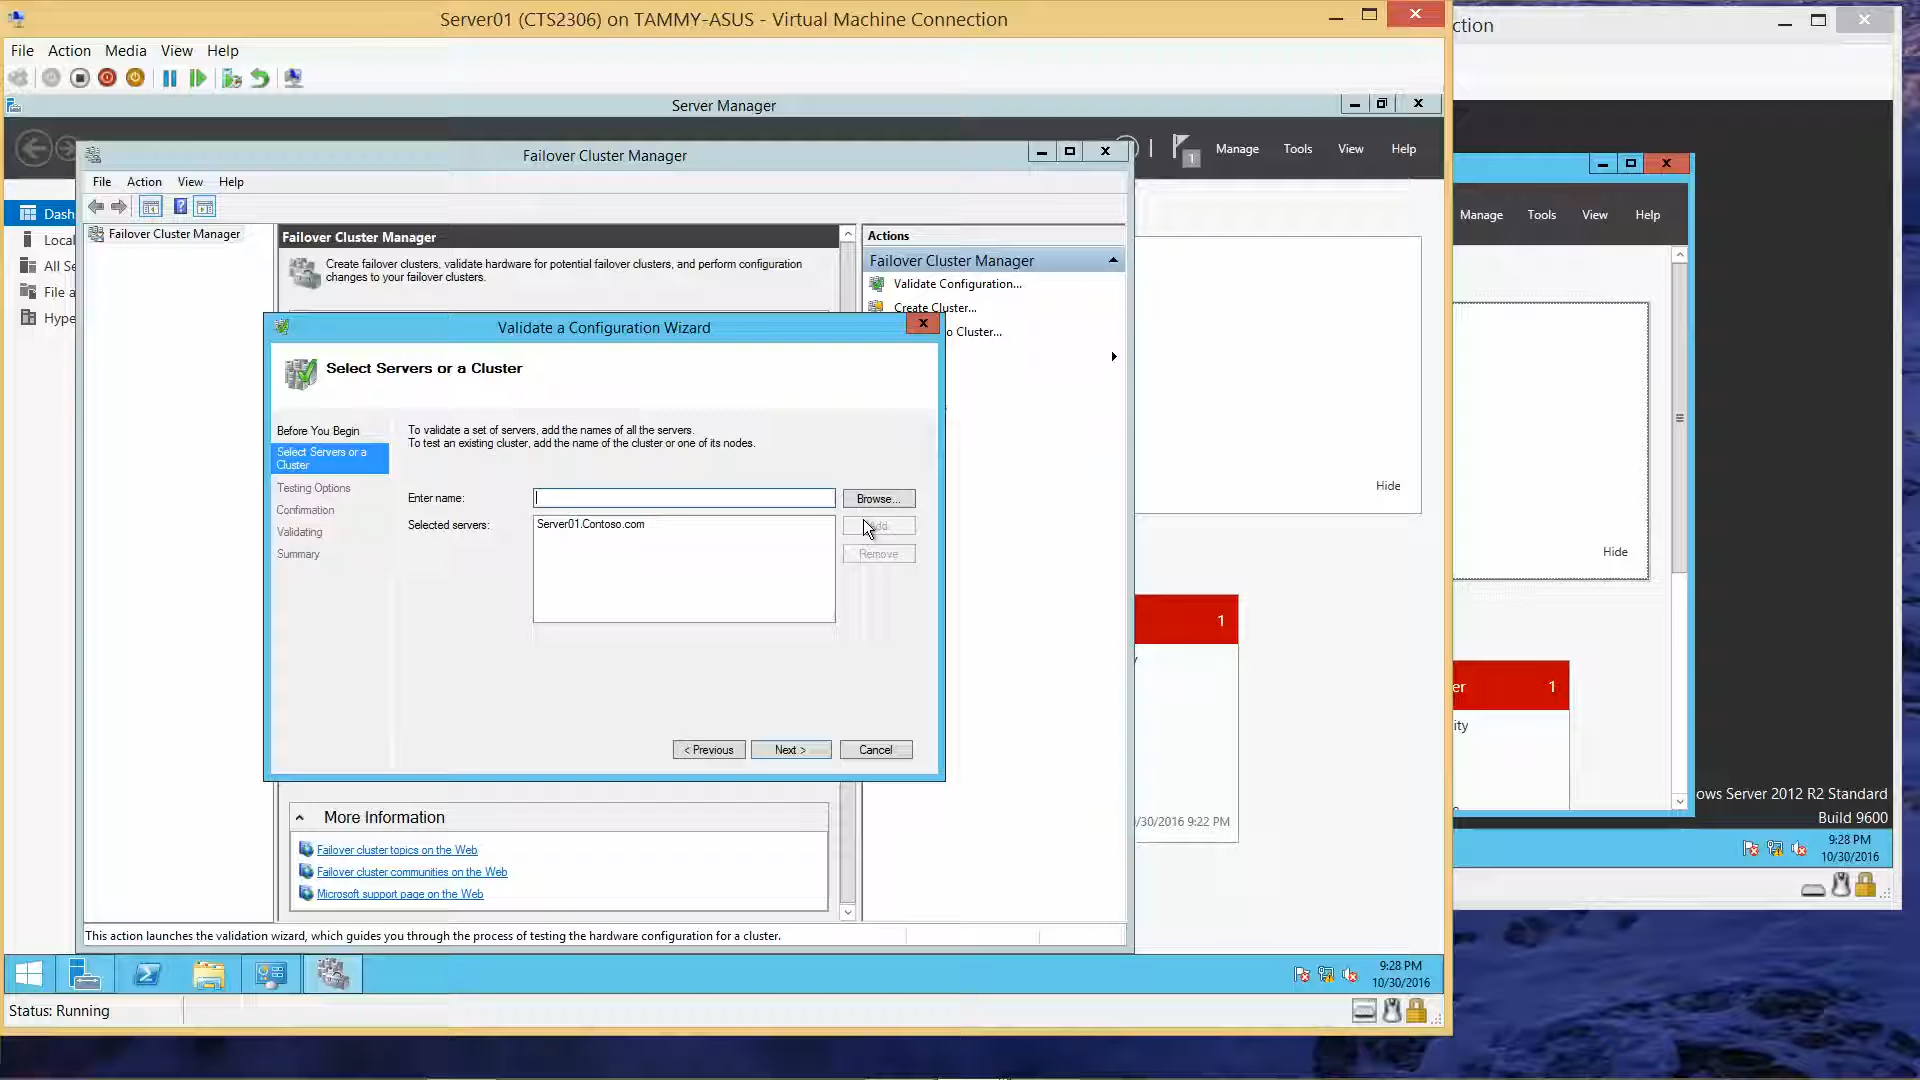 Server01 (CTS2306) on TAMMY-ASUS - Virtual Machine Connection
ction
File Action Media View Help
Server Manager
Failover Cluster Manager
1 Manage Tools View Help
File Action View Help
Manage Tools View Help
Dash
Local
All Se
File a
Hype
Failover Cluster Manager
Failover Cluster Manager
Create failover clusters, validate hardware for potential failover clusters, and perform configuration
changes to your failover clusters.
Actions
Failover Cluster Manager
Validate Configuration...
Create Cluster...
o Cluster...
Validate a Configuration Wizard
Select Servers or a Cluster
Before You Begin
Select Servers or a
Cluster
Testing Options
Confirmation
Validating
Summary
To validate a set of servers, add the names of all the servers.
To test an existing cluster, add the name of the cluster or one of its nodes.
Enter name:
Browse...
Selected servers:
Server01.Contoso.com
Remove
< Previous
Next >
Cancel
Hide
Hide
1
er 1
ity
/30/2016 9:22 PM
More Information
Failover cluster topics on the Web
Failover cluster communities on the Web
Microsoft support page on the Web
This action launches the validation wizard, which guides you through the process of testing the hardware configuration for a cluster.
ows Server 2012 R2 Standard
Build 9600
9:28 PM
10/30/2016
9:28 PM
10/30/2016
Status: Running